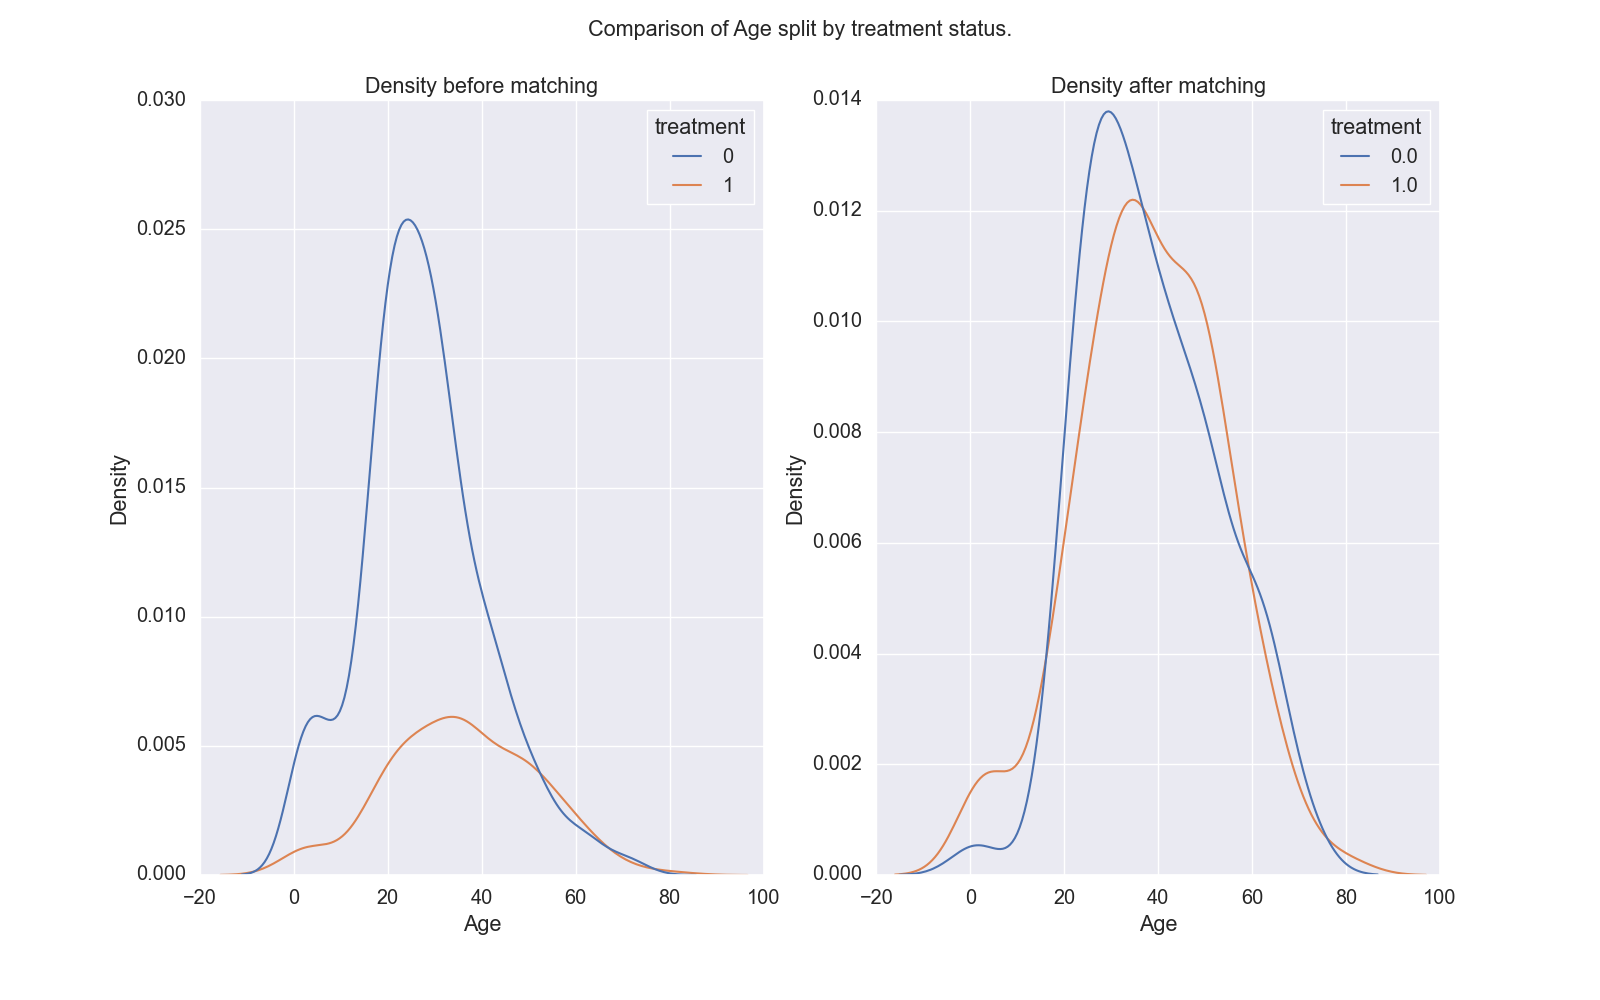 Comparison of Age split by treatment status.
Density before matching
0.030
0.025
0.020
0.015
0.010
0.005
0.000
Density
−20 0 20 40 60 80 100
Age
treatment
0
1
Density after matching
0.014
0.012
0.010
0.008
0.006
0.004
0.002
0.000
Density
−20 0 20 40 60 80 100
Age
treatment
0.0
1.0